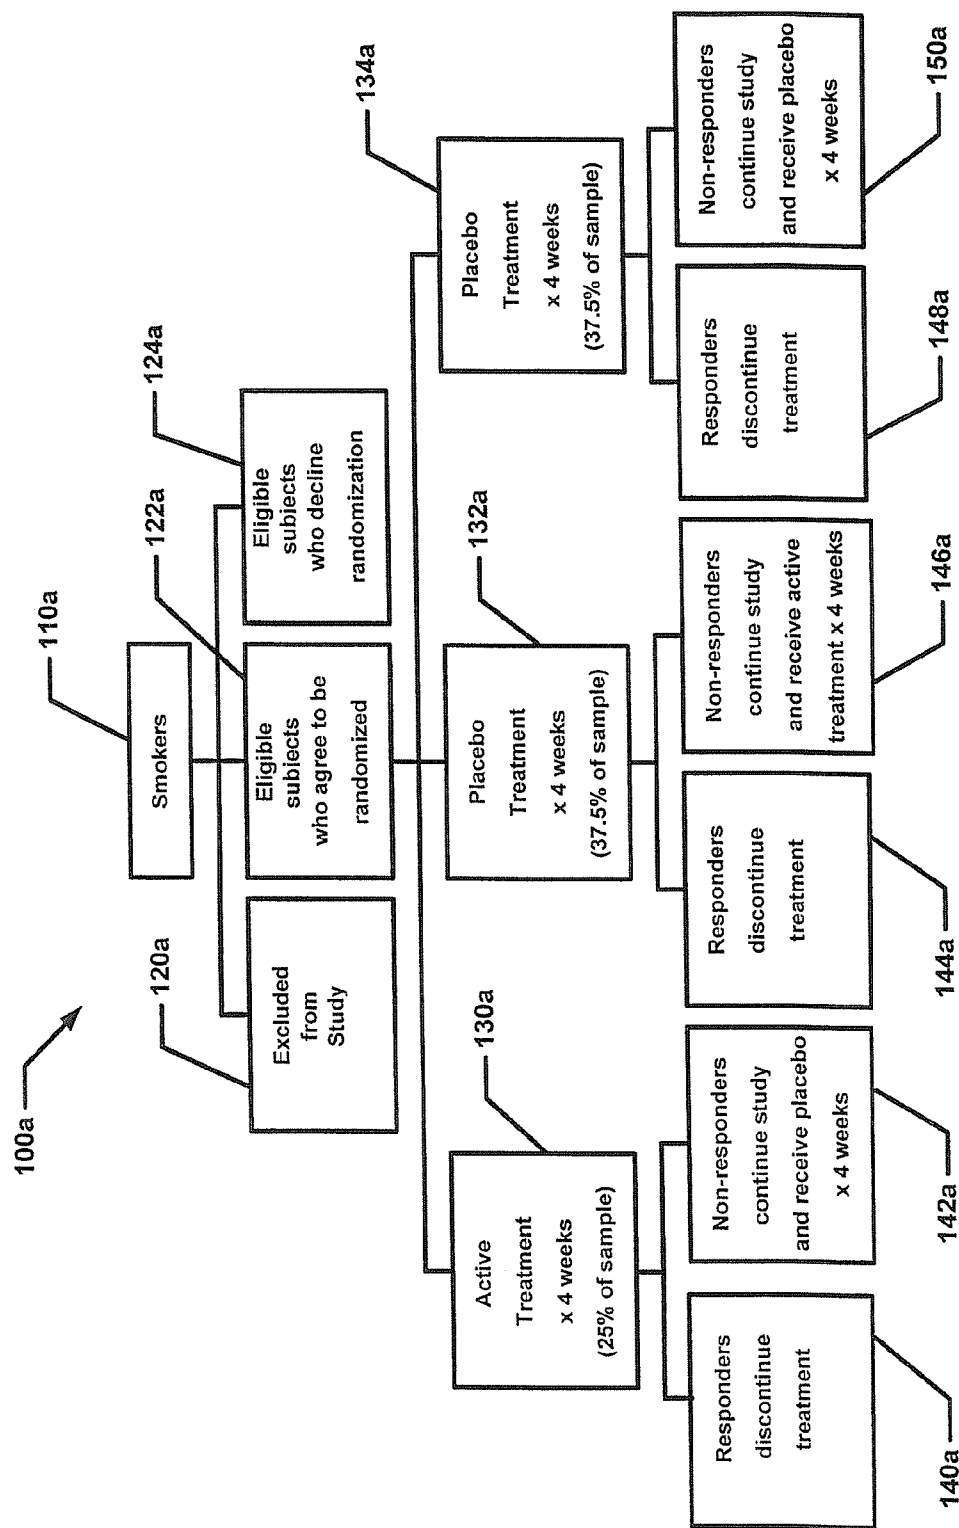 100a
110a
Smokers
120a
122a
124a
Excluded
from
Study
Eligible
subjects
who agree to be
randomized
Eligible
subjects
who decline
randomization
130a
132a
134a
Active
Treatment
x 4 weeks
(25% of sample)
Placebo
Treatment
x 4 weeks
(37.5% of sample)
Placebo
Treatment
x 4 weeks
(37.5% of sample)
Responders
discontinue
treatment
Non-responders
continue study
and receive placebo
x 4 weeks
Responders
discontinue
treatment
Non-responders
continue study
and receive active
treatment x 4 weeks
Responders
discontinue
treatment
Non-responders
continue study
and receive placebo
x 4 weeks
140a
142a
144a
146a
148a
150a